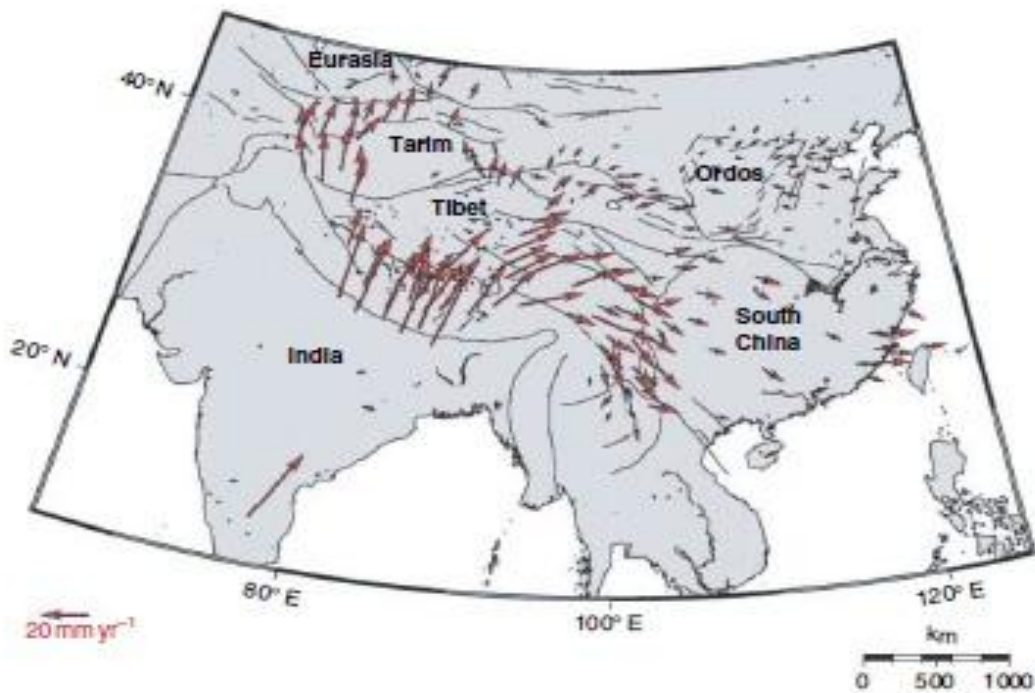 Eurasia
40° N
Tarim
Ordos
Tibet
South
China
20° N
India
80° E
120° E
20 mm yr⁻¹
100° E
km
0 500 1000